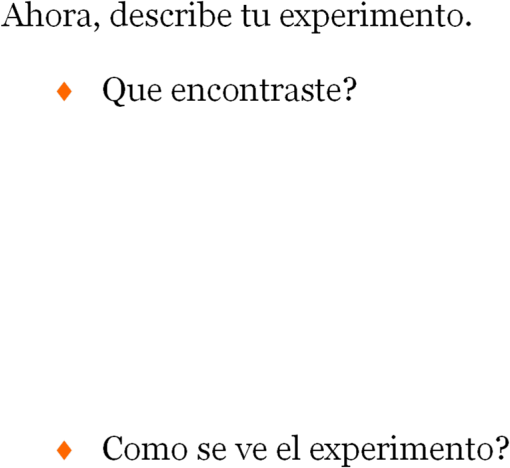 Ahora, describe tu experimento.
Que encontraste?
Como se ve el experimento?